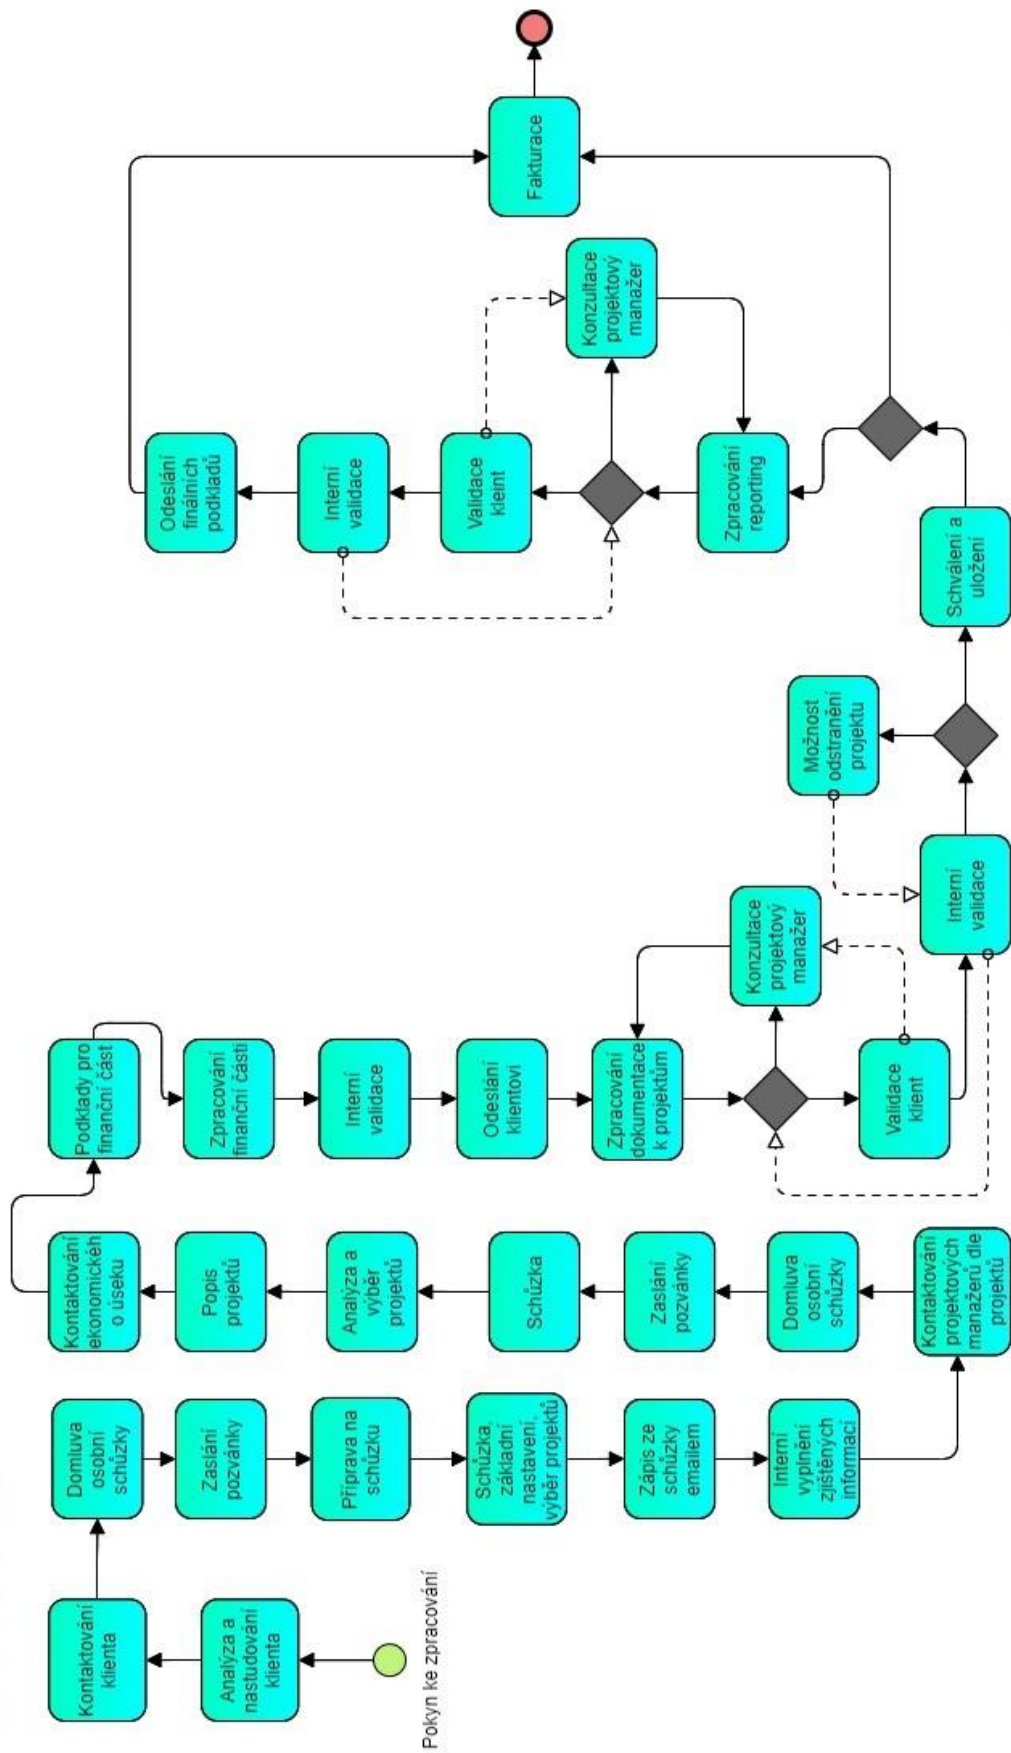 Pokyn ke zpracování
Analýza a
nastudování
klienta
Kontaktování
klienta
Domluva
osobní
schůzky
Zaslání
pozvánky
Příprava na
schůzku
Schůzka,
základní
nastavení,
výběr projektů
Zápis ze
schůzky
emailem
Interní
vyplnění
zjištěných
informací
Kontaktování
projektových
manažerů dle
projektů
Domluva
osobní
schůzky
Zaslání
pozvánky
Schůzka
Analýza a
výběr
projektů
Popis
projektů
Kontaktování
ekonomickéh
o úseku
Podklady pro
finanční část
Zpracování
finanční části
Interní
validace
Odeslání
klientovi
Zpracování
dokumentace
k projektům
Konzultace
projektový
manažer
Validace
klient
Interní
validace
Možnost
odstranění
projektu
Schválení a
uložení
Zpracování
reporting
Konzultace
projektový
manažer
Validace
kleint
Interní
validace
Odeslání
finálních
podkladů
Fakturace